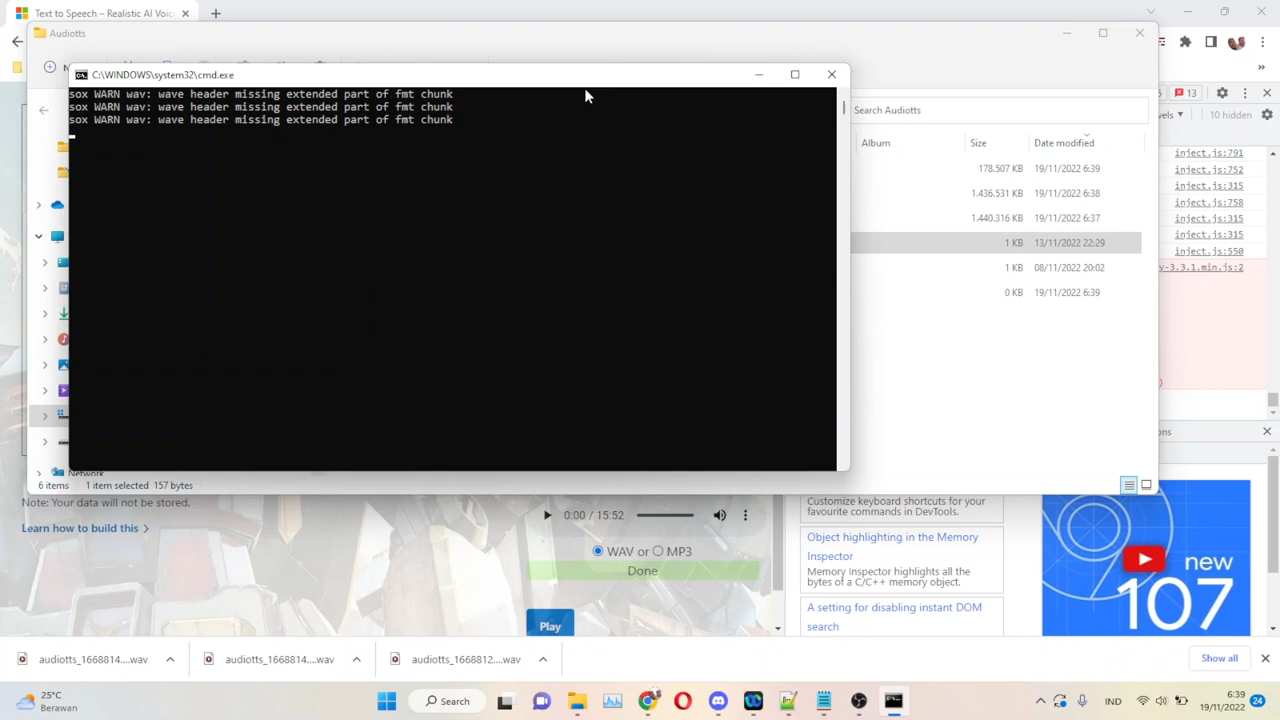 Text to Speech – Realistic AI Voic
Audiotts
C:\WINDOWS\system32\cmd.exe
sox WARN wav: wave header missing extended part of fmt chunk
sox WARN wav: wave header missing extended part of fmt chunk
sox WARN wav: wave header missing extended part of fmt chunk
Search Audiotts
Album
Size
Date modified
178.507 KB 19/11/2022 6:39
1.436.531 KB 19/11/2022 6:38
1.440.316 KB 19/11/2022 6:37
1 KB 13/11/2022 22:29
1 KB 08/11/2022 20:02
0 KB 19/11/2022 6:39
13
vels
10 hidden
inject.js:791
inject.js:752
inject.js:315
inject.js:758
inject.js:315
inject.js:315
inject.js:550
y-3.3.1.min.js:2
ons
Network
6 items 1 item selected 157 bytes
Note: Your data will not be stored.
Learn how to build this
0:00 / 15:52
WAV or MP3
Done
Play
Customize keyboard shortcuts for your
favourite commands in DevTools.
Object highlighting in the Memory
Inspector
Memory Inspector highlights all the
bytes of a C/C++ memory object.
A setting for disabling instant DOM
search
new
107
audiotts_1668814....wav
audiotts_1668814....wav
audiotts_1668812....wav
Show all
25°C
Berawan
Search
IND
6:39
19/11/2022
24